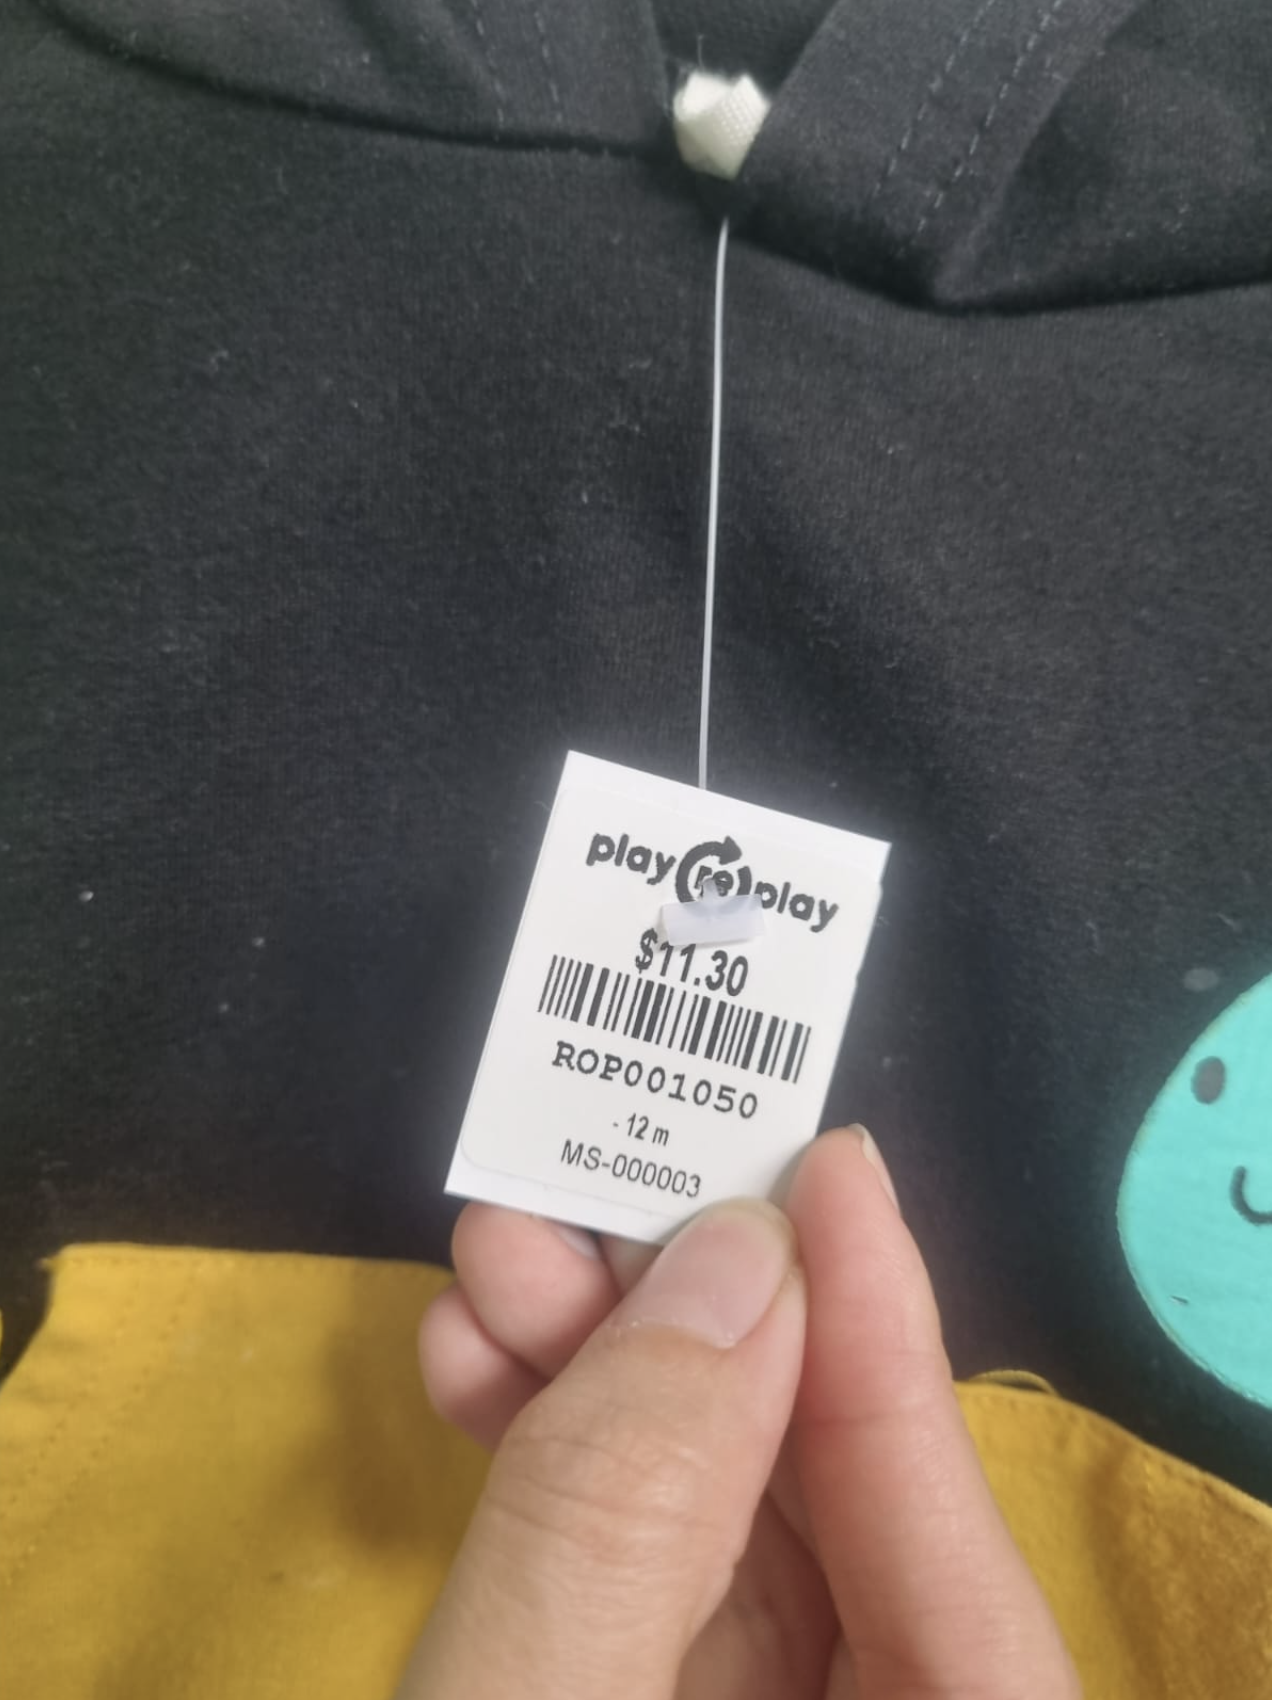 play re play
$11.30
ROP001050
- 12 m
MS-000003